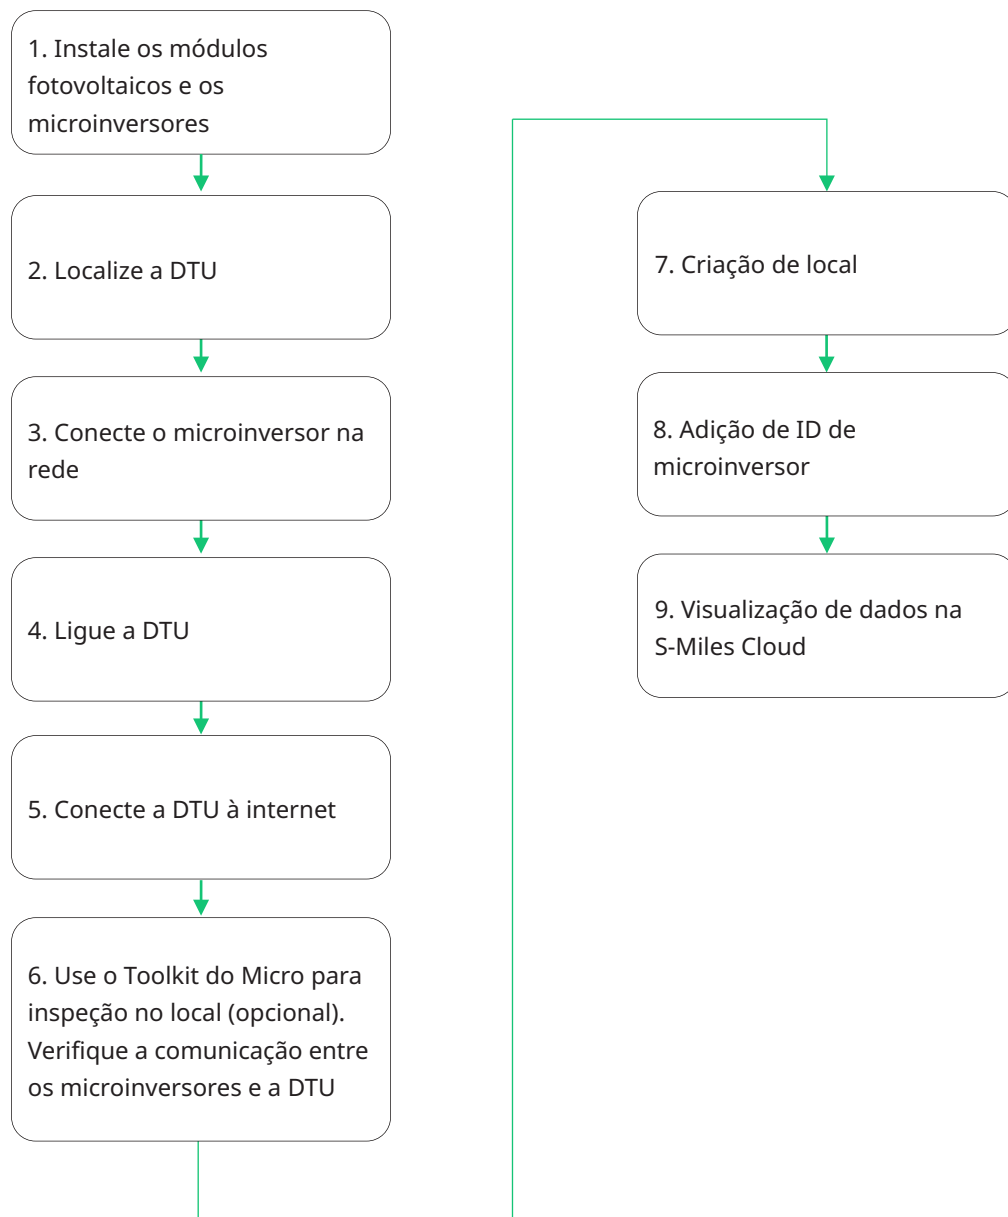 1. Instale os módulos
fotovoltaicos e os
microinversores
2. Localize a DTU
3. Conecte o microinversor na
rede
4. Ligue a DTU
5. Conecte a DTU à internet
6. Use o Toolkit do Micro para
inspeção no local (opcional).
Verifique a comunicação entre
os microinversores e a DTU
7. Criação de local
8. Adição de ID de
microinversor
9. Visualização de dados na
S-Miles Cloud